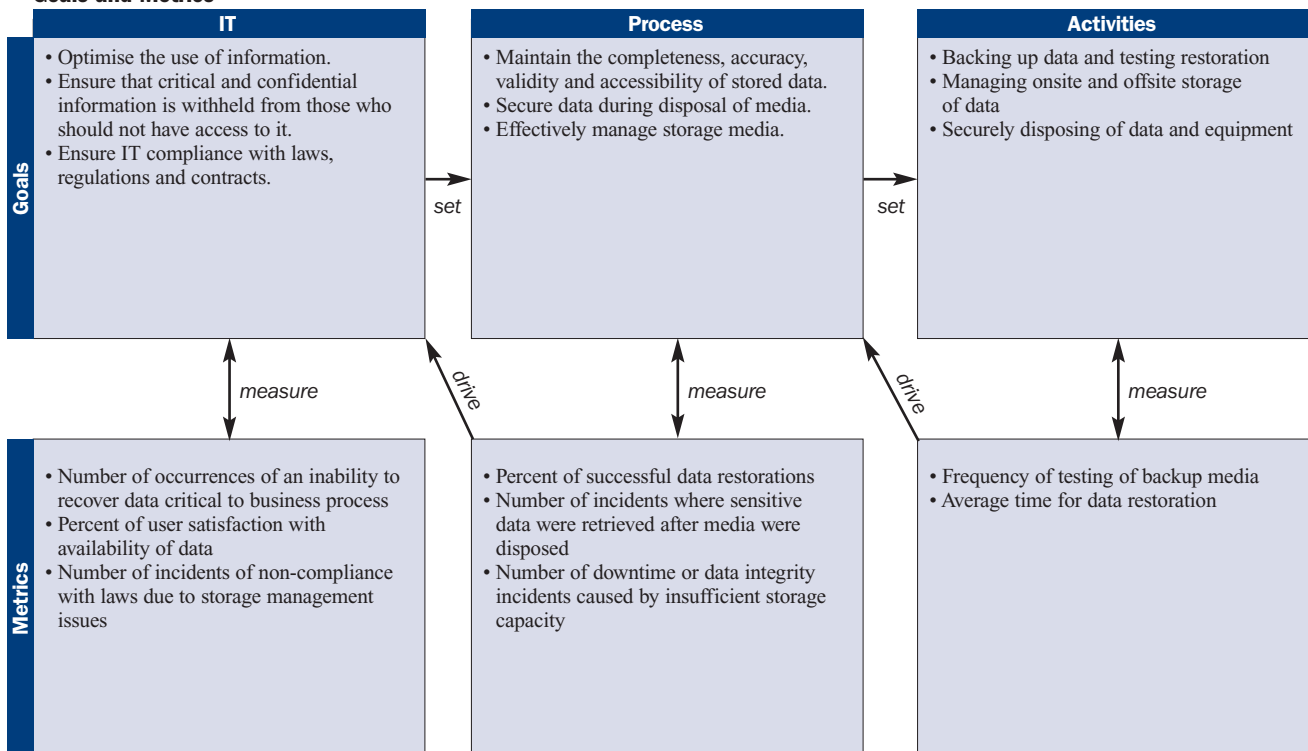 Goals and Metrics
IT
Process
Activities
Goals
• Optimise the use of information.
• Ensure that critical and confidential
information is withheld from those who
should not have access to it.
• Ensure IT compliance with laws,
regulations and contracts.
set
• Maintain the completeness, accuracy,
validity and accessibility of stored data.
• Secure data during disposal of media.
• Effectively manage storage media.
set
• Backing up data and testing restoration
• Managing onsite and offsite storage
of data
• Securely disposing of data and equipment
measure
drive
measure
drive
measure
Metrics
• Number of occurrences of an inability to
recover data critical to business process
• Percent of user satisfaction with
availability of data
• Number of incidents of non-compliance
with laws due to storage management
issues
• Percent of successful data restorations
• Number of incidents where sensitive
data were retrieved after media were
disposed
• Number of downtime or data integrity
incidents caused by insufficient storage
capacity
• Frequency of testing of backup media
• Average time for data restoration